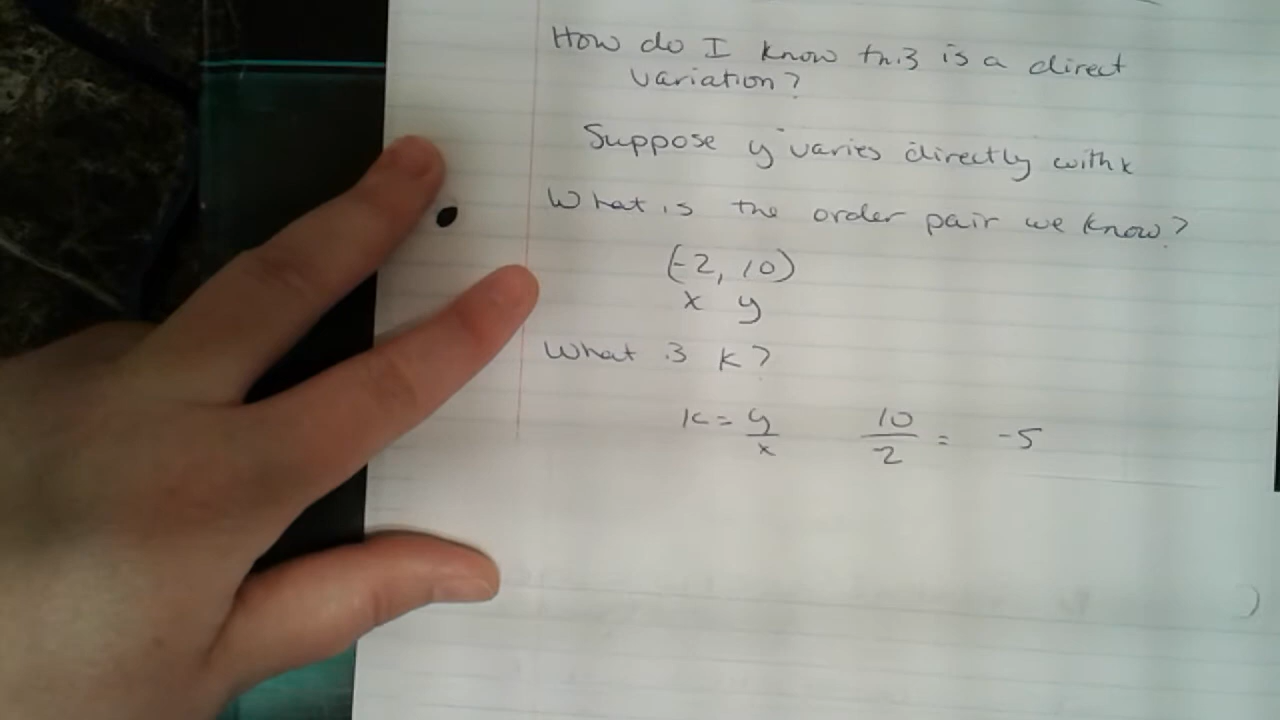 How do I know this is a direct
variation?
Suppose y varies directly with x
What is the order pair we know?
(-2, 10)
x y
What is k?
k = y/x 10/2 = -5